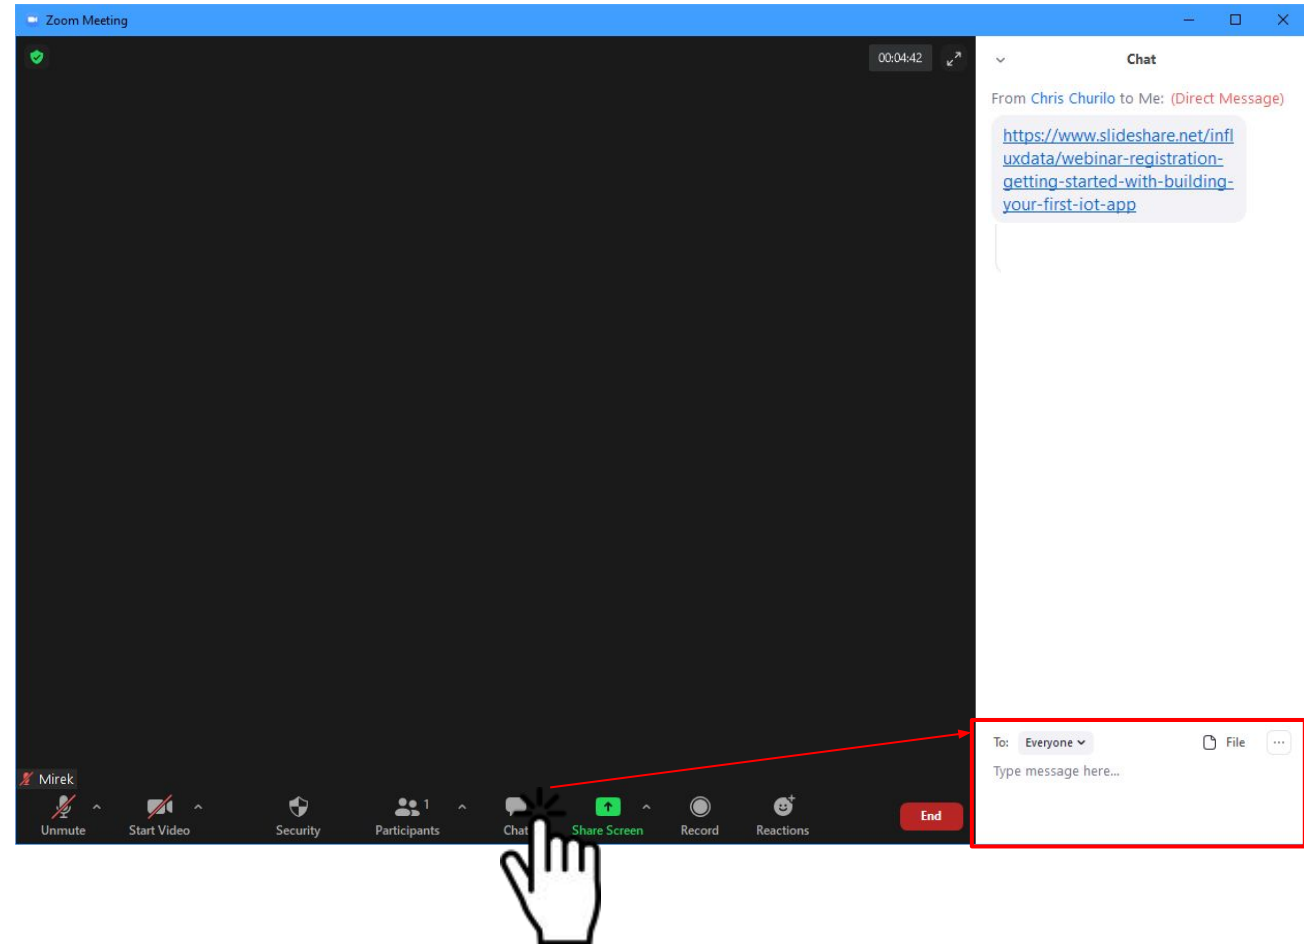 Zoom Meeting
00:04:42
Chat
From Chris Churilo to Me: (Direct Message)
https://www.slideshare.net/infl
uxdata/webinar-registration-
getting-started-with-building-
your-first-iot-app
To: Everyone File ...
Type message here...
Mirek
1
Unmute Start Video Security Participants Chat Share Screen Record Reactions End